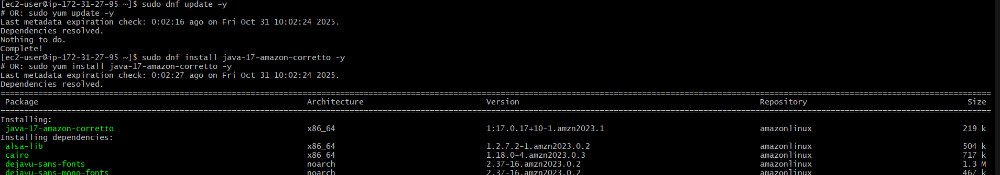 [ec2-user@ip-172-31-27-95 ~]$ sudo dnf update -y
# OR: sudo yum update -y
Last metadata expiration check: 0:02:16 ago on Fri Oct 31 10:02:24 2025.
Dependencies resolved.
Nothing to do.
Complete!
[ec2-user@ip-172-31-27-95 ~]$ sudo dnf install java-17-amazon-corretto -y
# OR: sudo yum install java-17-amazon-corretto -y
Last metadata expiration check: 0:02:27 ago on Fri Oct 31 10:02:24 2025.
Dependencies resolved.
Package Architecture Version Repository Size
Installing:
java-17-amazon-corretto x86_64 1:17.0.17+10-1.amzn2023.1 amazonlinux 219 k
Installing dependencies:
alsa-lib x86_64 1.2.7.2-1.amzn2023.0.2 amazonlinux 504 k
cairo x86_64 1.18.0-4.amzn2023.0.3 amazonlinux 717 k
dejavu-sans-fonts noarch 2.37-16.amzn2023.0.2 amazonlinux 1.3 M
dejavu-sans-mono-fonts noarch 2.37-16.amzn2023.0.2 amazonlinux 467 k